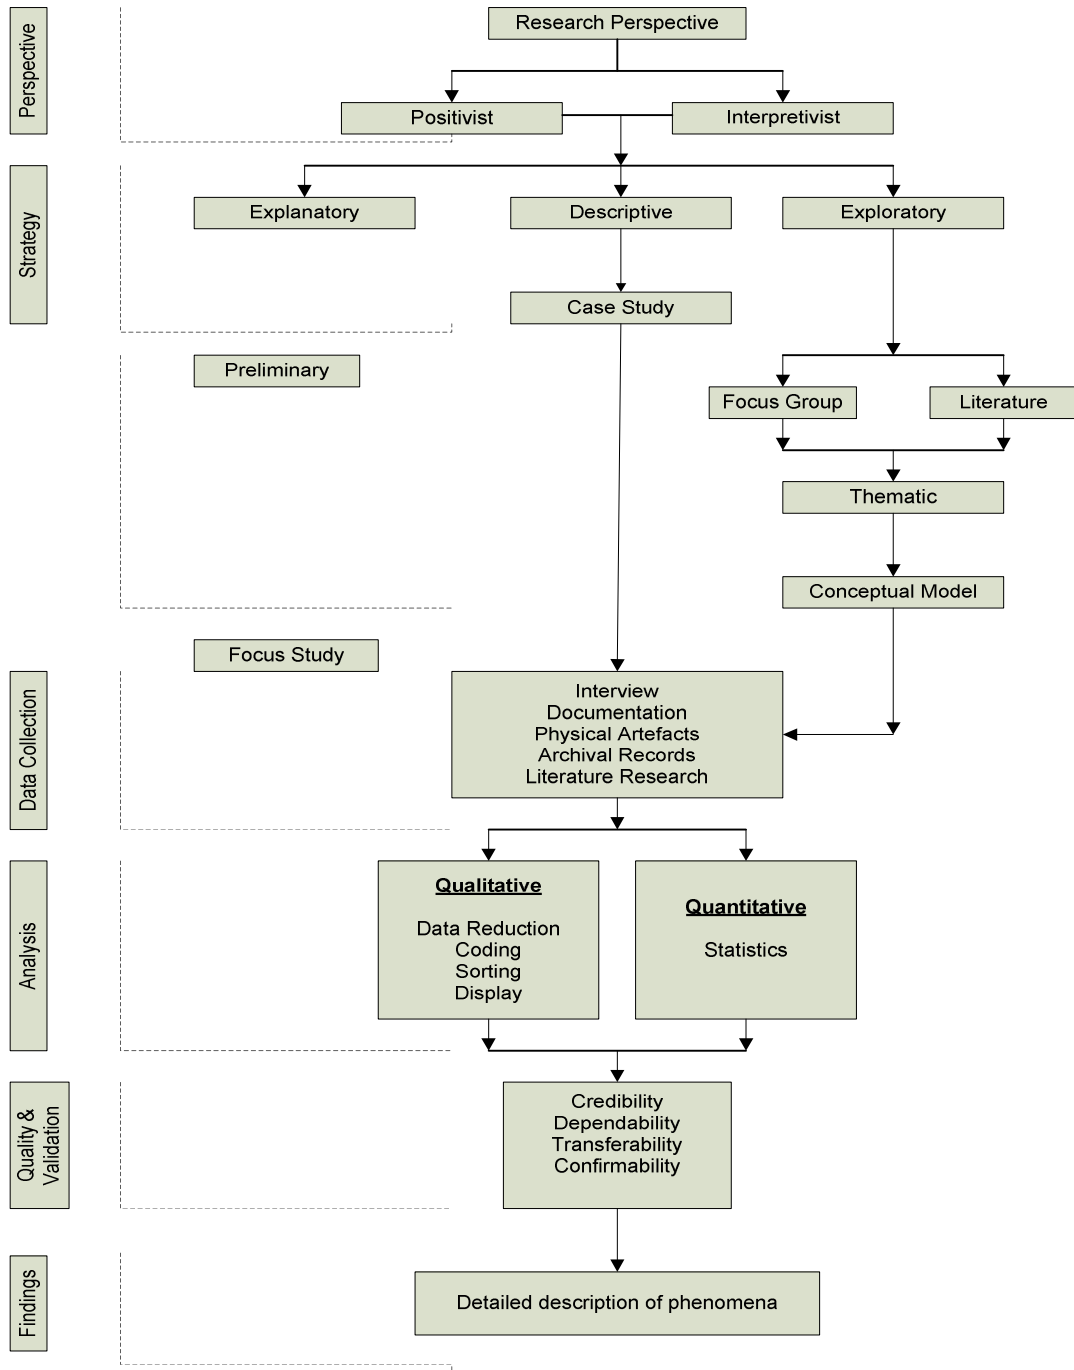 Perspective
Research Perspective
Positivist
Interpretivist
Strategy
Explanatory
Descriptive
Exploratory
Case Study
Preliminary
Focus Group
Literature
Thematic
Conceptual Model
Focus Study
Data Collection
Interview
Documentation
Physical Artefacts
Archival Records
Literature Research
Analysis
Qualitative
Data Reduction
Coding
Sorting
Display
Quantitative
Statistics
Quality &
Validation
Credibility
Dependability
Transferability
Confirmability
Findings
Detailed description of phenomena